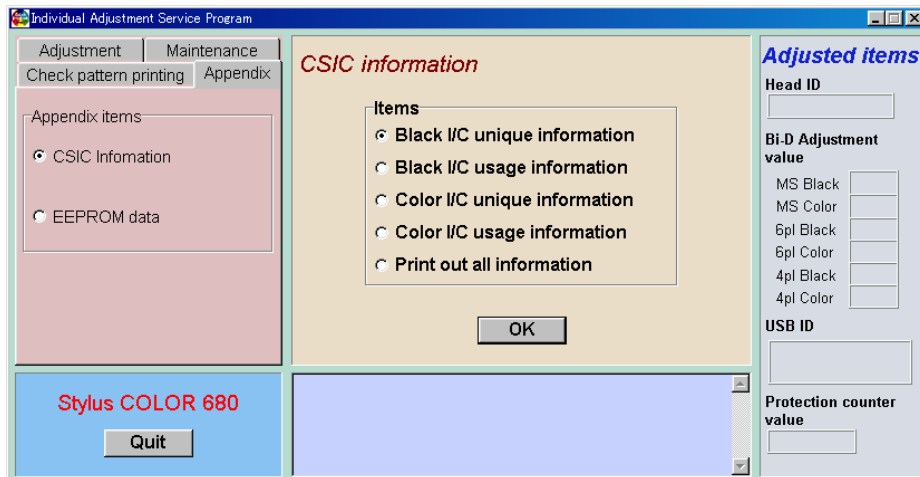 Individual Adjustment Service Program
Adjustment
Maintenance
Check pattern printing
Appendix
Appendix items
CSIC Infomation
EEPROM data
Stylus COLOR 680
Quit
CSIC information
Items
Black I/C unique information
Black I/C usage information
Color I/C unique information
Color I/C usage information
Print out all information
OK
Adjusted items
Head ID
Bi-D Adjustment
value
MS Black
MS Color
6pl Black
6pl Color
4pl Black
4pl Color
USB ID
Protection counter
value